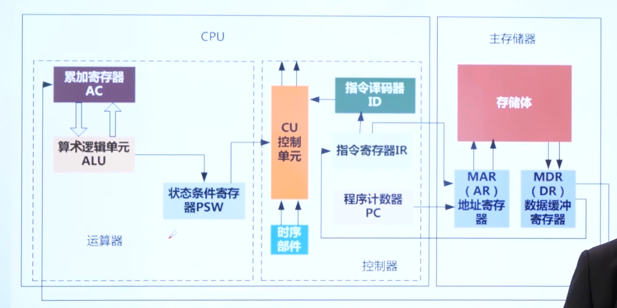 CPU
主存储器
累加寄存器
AC
算术逻辑单元
ALU
状态条件寄存
器PSW
运算器
CU
控制
单元
时序
部件
指令译码器
ID
指令寄存器IR
程序计数器
PC
控制器
存储体
MAR
（AR）
地址寄存
器
MDR
（DR）
数据缓冲
寄存器